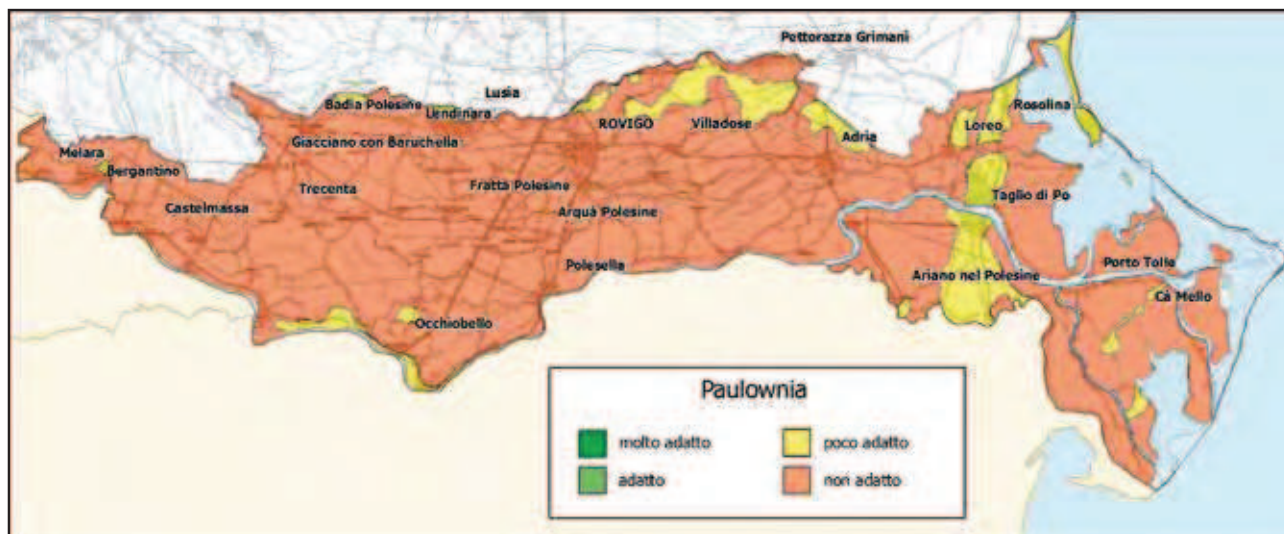 Pettorazza Grimani
Lusia
Badia Polesine
Lendinara
Rosolina
ROVIGO
Villadose
Loreo
Adria
Giacciano con Baruchella
Melara
Bergantino
Trecenta
Fratta Polesine
Taglio di Po
Castelmassa
Arquà Polesine
Polesella
Ariano nel Polesine
Porto Tolle
Cà Mello
Occhiobello
Paulownia
molto adatto
poco adatto
adatto
non adatto